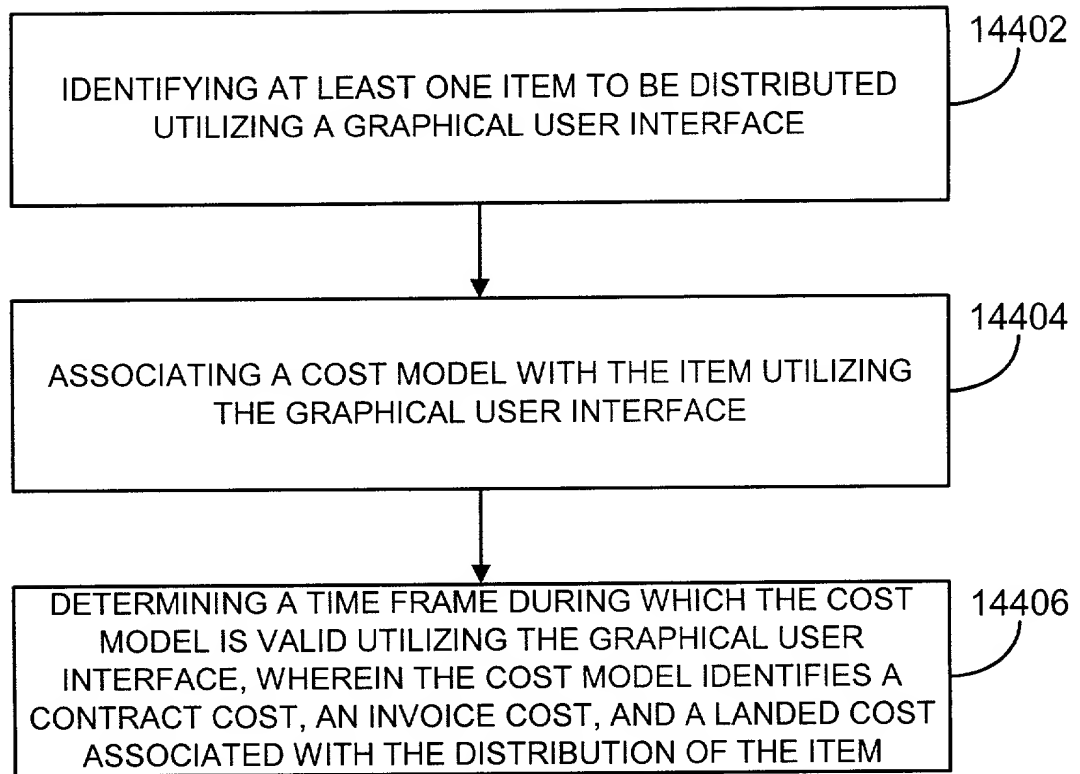 14402
IDENTIFYING AT LEAST ONE ITEM TO BE DISTRIBUTED
UTILIZING A GRAPHICAL USER INTERFACE
14404
ASSOCIATING A COST MODEL WITH THE ITEM UTILIZING
THE GRAPHICAL USER INTERFACE
14406
DETERMINING A TIME FRAME DURING WHICH THE COST
MODEL IS VALID UTILIZING THE GRAPHICAL USER
INTERFACE, WHEREIN THE COST MODEL IDENTIFIES A
CONTRACT COST, AN INVOICE COST, AND A LANDED COST
ASSOCIATED WITH THE DISTRIBUTION OF THE ITEM